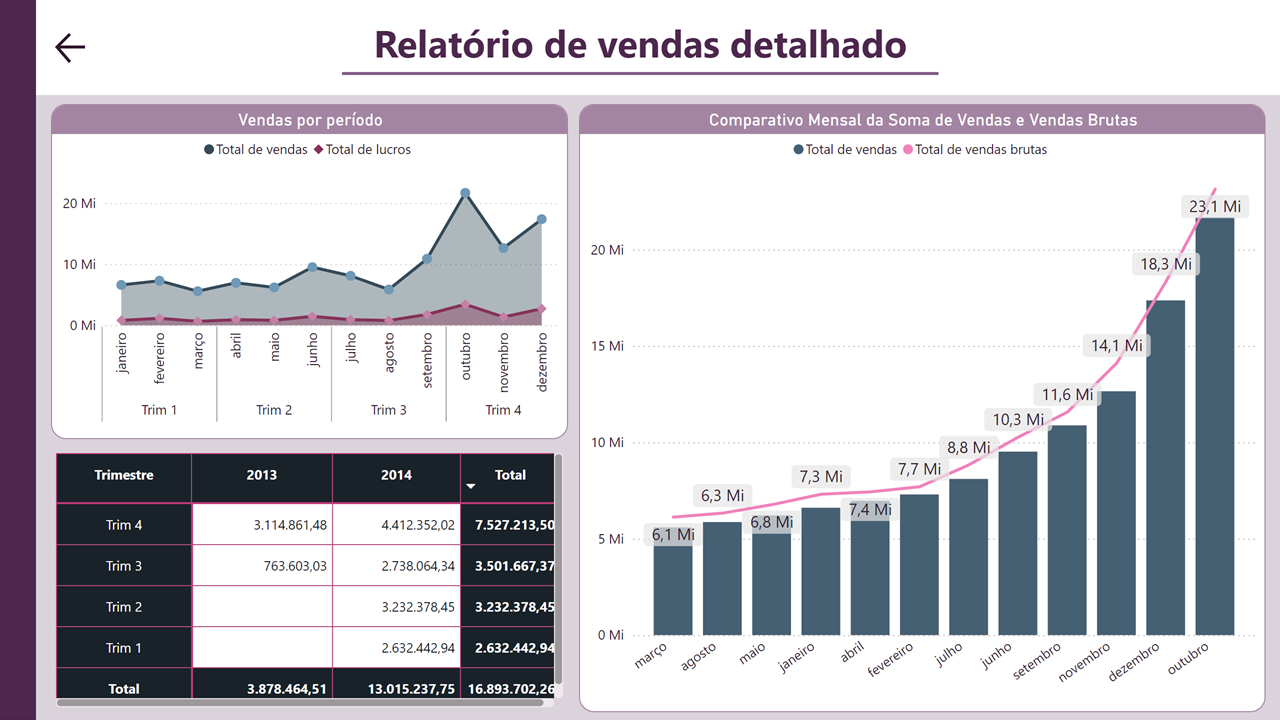 Relatório de vendas detalhado
Vendas por período
Total de vendas Total de lucros
20 Mi
10 Mi
0 Mi
janeiro fevereiro março abril maio junho julho agosto setembro outubro novembro dezembro
Trim 1 Trim 2 Trim 3 Trim 4
Trimestre 2013 2014 Total
Trim 4 3.114.861,48 4.412.352,02 7.527.213,50
Trim 3 763.603,03 2.738.064,34 3.501.667,37
Trim 2 3.232.378,45 3.232.378,45
Trim 1 2.632.442,94 2.632.442,94
Total 3.878.464,51 13.015.237,75 16.893.702,26
Comparativo Mensal da Soma de Vendas e Vendas Brutas
Total de vendas Total de vendas brutas
23,1 Mi
20 Mi
18,3 Mi
15 Mi
14,1 Mi
11,6 Mi
10,3 Mi
10 Mi
8,8 Mi
7,7 Mi
7,3 Mi
6,3 Mi
7,4 Mi
6,8 Mi
6,1 Mi
5 Mi
0 Mi
março agosto maio janeiro abril fevereiro julho junho setembro novembro dezembro outubro